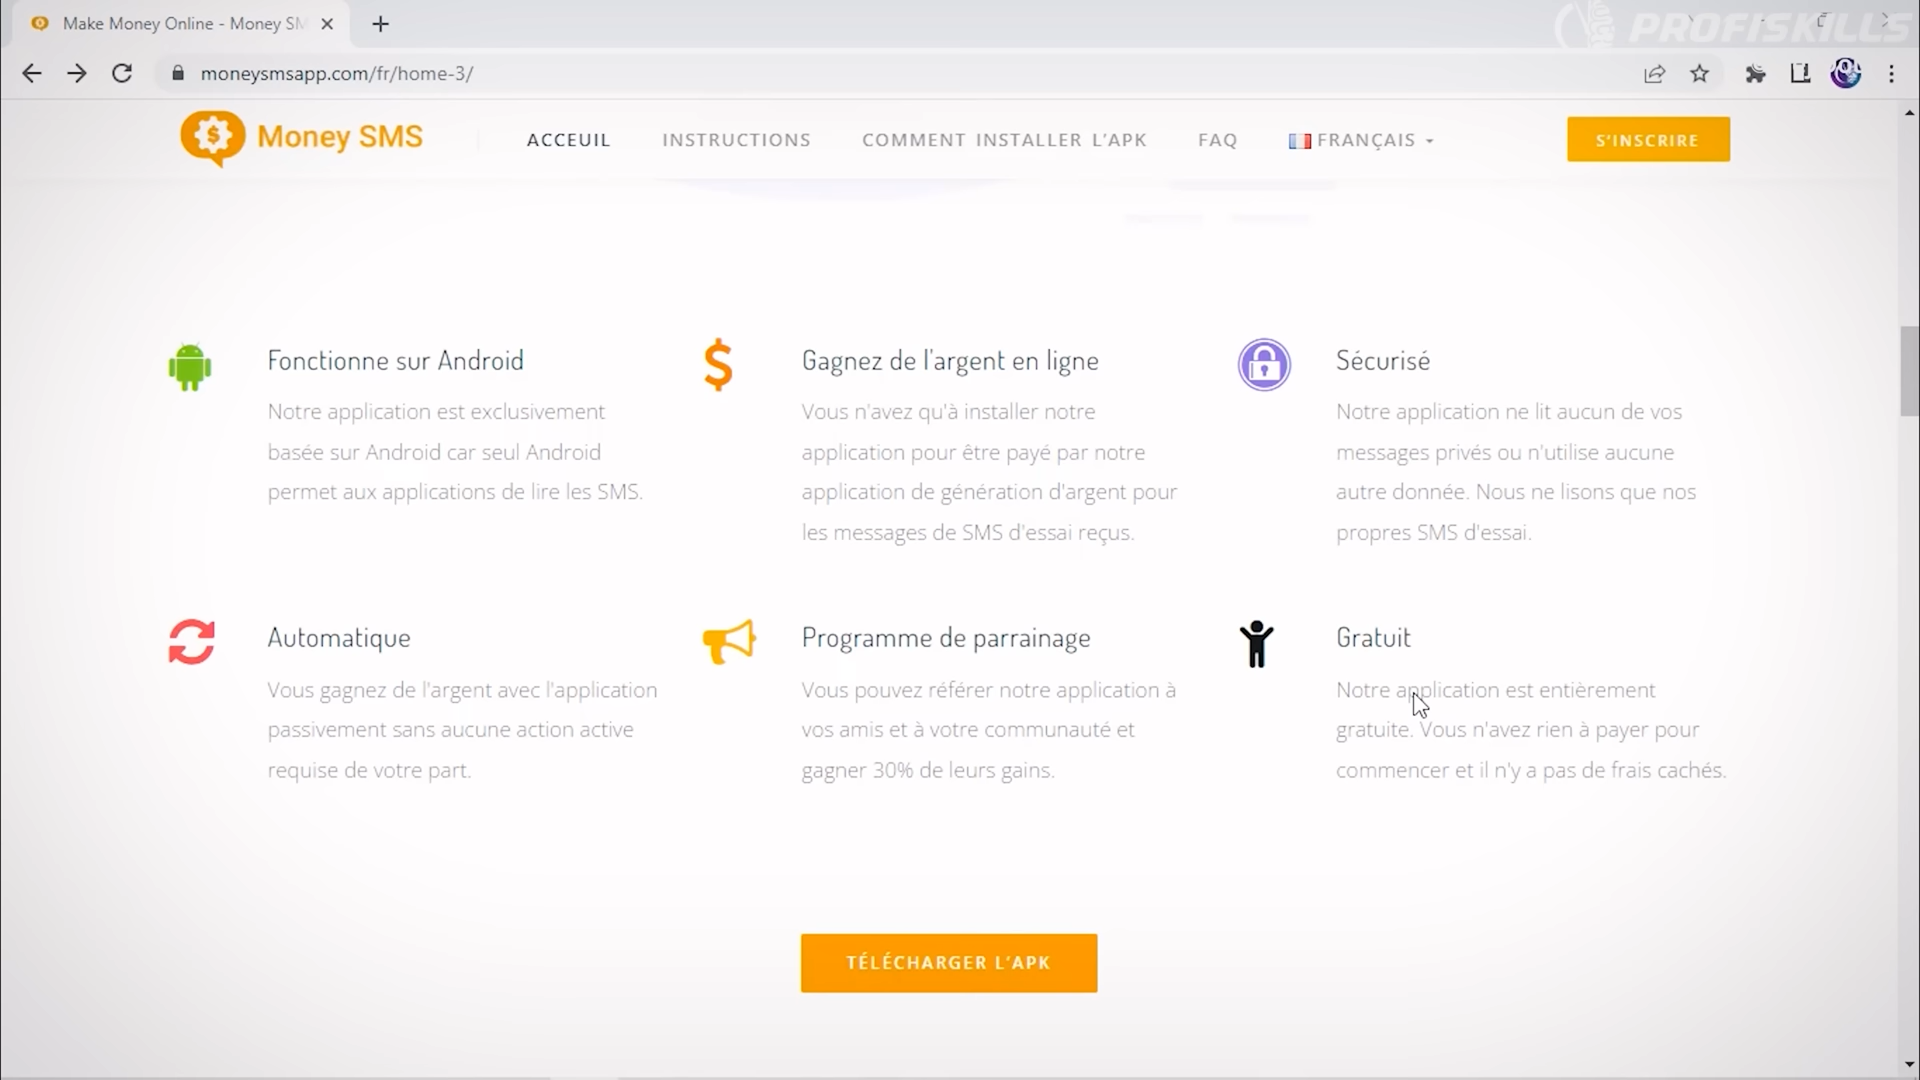 Make Money Online - Money SM
PROFISKILLS
moneysmsapp.com/fr/home-3/
Money SMS
ACCEUIL
INSTRUCTIONS
COMMENT INSTALLER L'APK
FAQ
FRANÇAIS
S'INSCRIRE
Fonctionne sur Android
Notre application est exclusivement
basée sur Android car seul Android
permet aux applications de lire les SMS.
Gagnez de l'argent en ligne
Vous n'avez qu'à installer notre
application pour être payé par notre
application de génération d'argent pour
les messages de SMS d'essai reçus.
Sécurisé
Notre application ne lit aucun de vos
messages privés ou n'utilise aucune
autre donnée. Nous ne lisons que nos
propres SMS d'essai.
Automatique
Vous gagnez de l'argent avec l'application
passivement sans aucune action active
requise de votre part.
Programme de parrainage
Vous pouvez référer notre application à
vos amis et à votre communauté et
gagner 30% de leurs gains.
Gratuit
Notre application est entièrement
gratuite. Vous n'avez rien à payer pour
commencer et il n'y a pas de frais cachés.
TÉLÉCHARGER L'APK